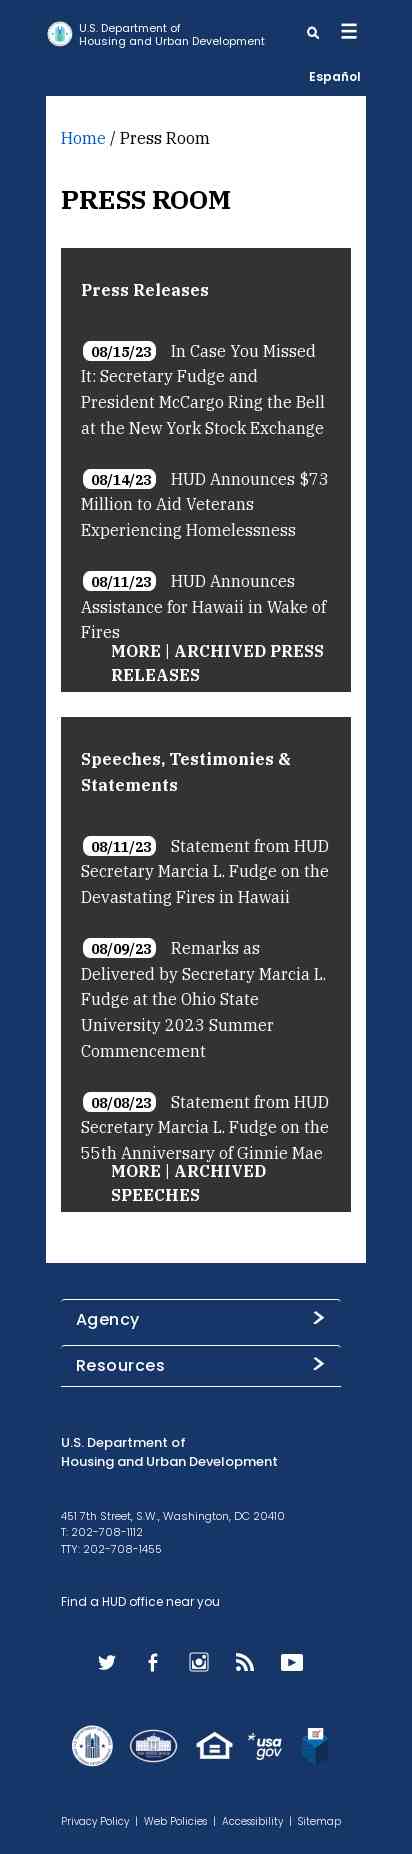 U.S. Department of
Housing and Urban Development
Español
Home / Press Room
PRESS ROOM
Press Releases
08/15/23 In Case You Missed
It: Secretary Fudge and
President McCargo Ring the Bell
at the New York Stock Exchange
08/14/23 HUD Announces $73
Million to Aid Veterans
Experiencing Homelessness
08/11/23 HUD Announces
Assistance for Hawaii in Wake of
Fires
MORE | ARCHIVED PRESS
RELEASES
Speeches, Testimonies &
Statements
08/11/23 Statement from HUD
Secretary Marcia L. Fudge on the
Devastating Fires in Hawaii
08/09/23 Remarks as
Delivered by Secretary Marcia L.
Fudge at the Ohio State
University 2023 Summer
Commencement
08/08/23 Statement from HUD
Secretary Marcia L. Fudge on the
55th Anniversary of Ginnie Mae
MORE | ARCHIVED
SPEECHES
Agency
Resources
U.S. Department of
Housing and Urban Development
451 7th Street, S.W., Washington, DC 20410
T: 202-708-1112
TTY: 202-708-1455
Find a HUD office near you
usa
gov
Privacy Policy | Web Policies | Accessibility | Sitemap